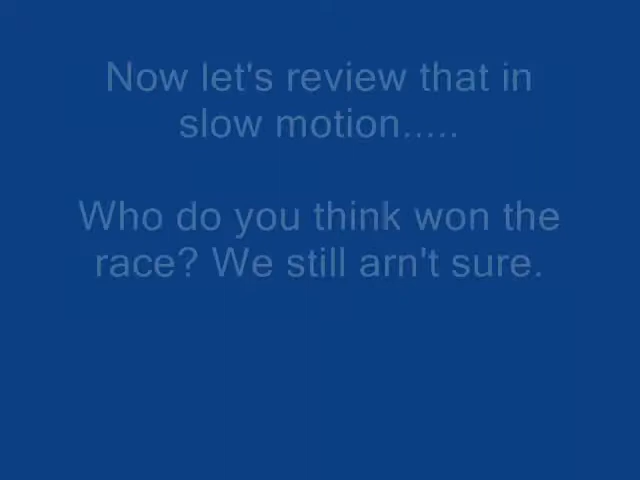 Now let's review that in
slow motion.....
Who do you think won the
race? We still arn't sure.